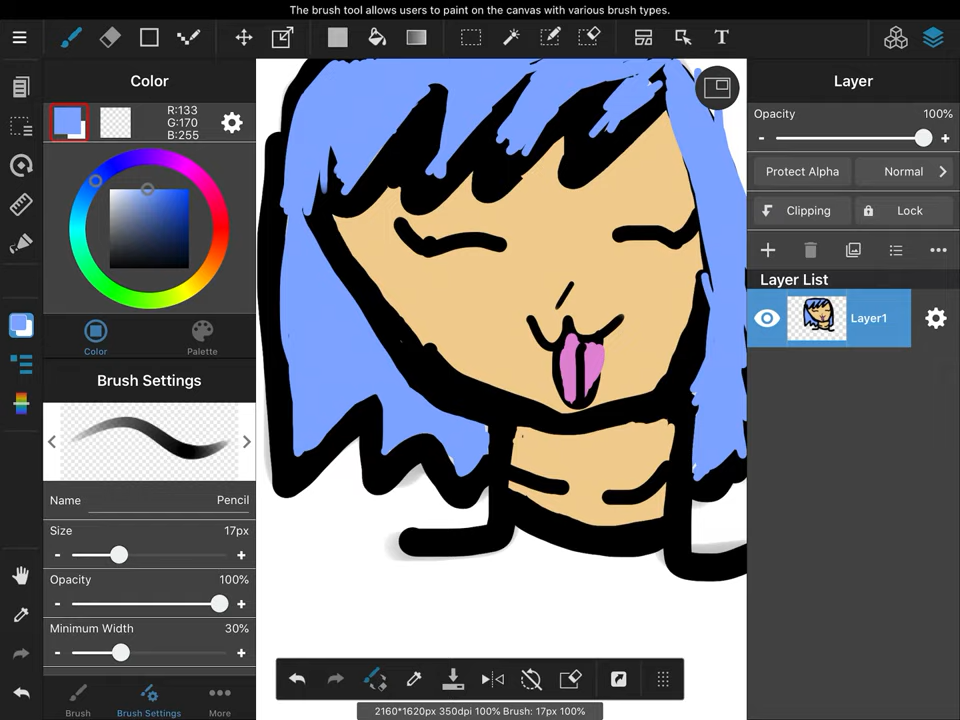 The brush tool allows users to paint on the canvas with various brush types.
T
Color
R:133
G:170
B:255
Color
Palette
Brush Settings
Name
Pencil
Size
17px
-
+
Opacity
100%
-
+
Minimum Width
30%
-
+
Brush
Brush Settings
More
2160*1620px 350dpi 100% Brush: 17px 100%
Layer
Opacity
100%
-
+
Protect Alpha
Normal
Clipping
Lock
Layer List
Layer1